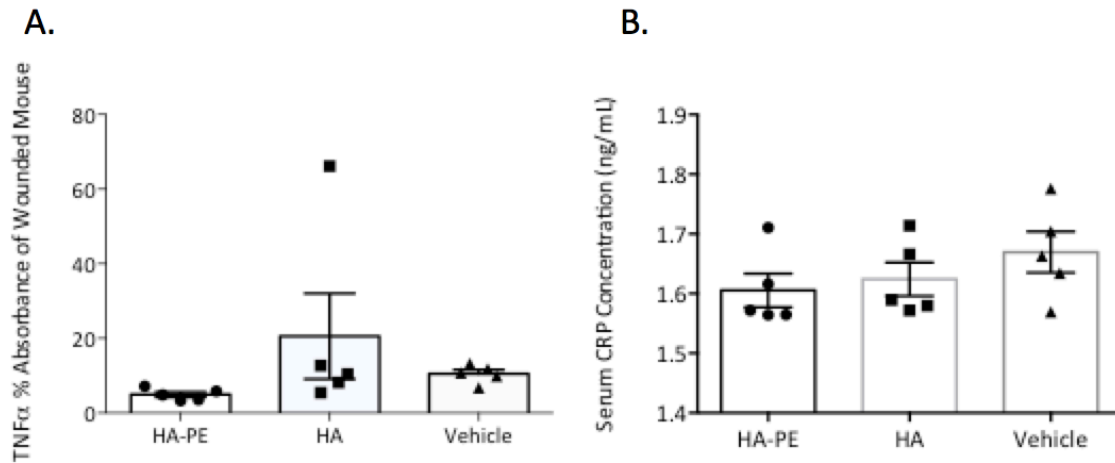 A.
TNFα % Absorbance of Wounded Mouse
80
60
40
20
0
HA-PE HA Vehicle
B.
Serum CRP Concentration (ng/mL)
1.9
1.8
1.7
1.6
1.5
1.4
HA-PE HA Vehicle